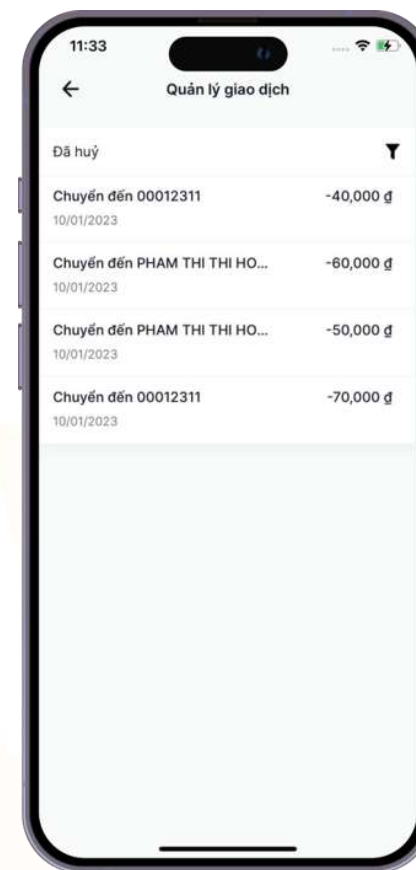 11:33
Quản lý giao dịch
Đã huỷ
Chuyển đến 00012311 -40,000 ₫
10/01/2023
Chuyển đến PHAM THI THI HO... -60,000 ₫
10/01/2023
Chuyển đến PHAM THI THI HO... -50,000 ₫
10/01/2023
Chuyển đến 00012311 -70,000 ₫
10/01/2023